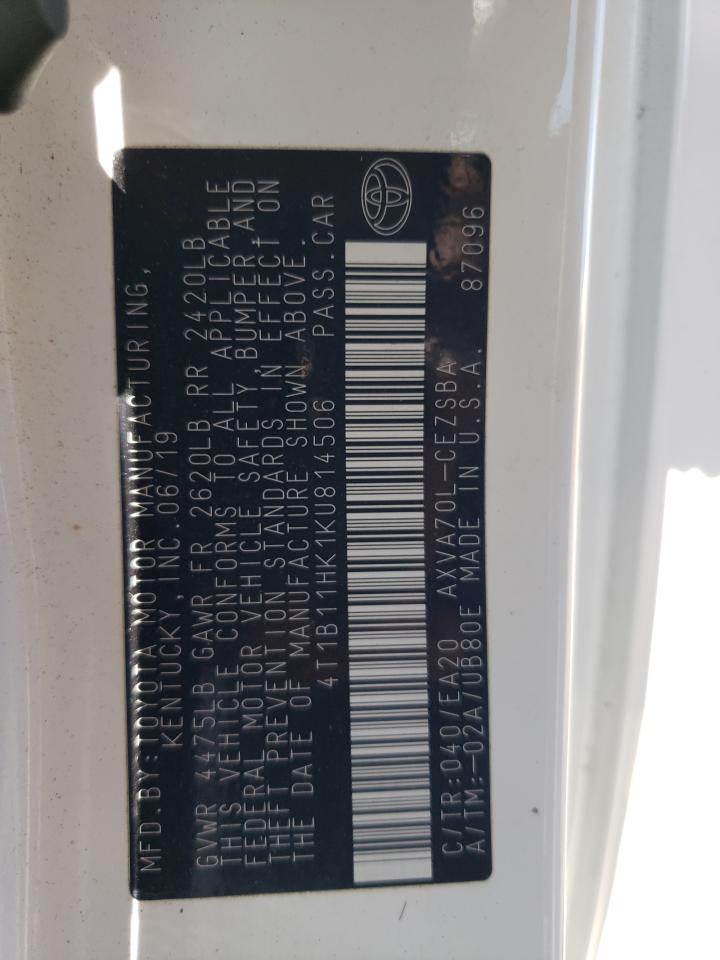 MFD.BY:TOYOTA MOTOR MANUFACTURING,
KENTUCKY,INC.06/19
GVWR 4475LB GAWR FR 2620LB RR 2420LB
THIS VEHICLE CONFORMS TO ALL APPLICABLE
FEDERAL MOTOR VEHICLE SAFETY,BUMPER,AND
THEFT PREVENTION STANDARDS IN EFFECT ON
THE DATE OF MANUFACTURE SHOWN ABOVE.
4T1B11HK1KU814506 PASS.CAR
C/TR:040/EA20 AXVA70L-CEZSBA
A/TM:-02A/UB80E MADE IN U.S.A. 87096